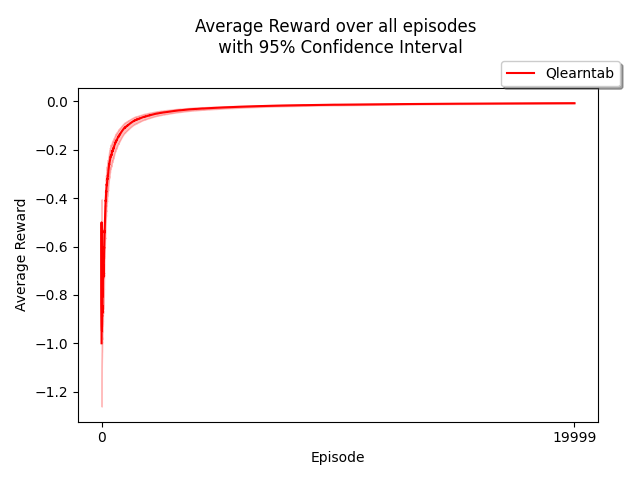 Average Reward over all episodes
with 95% Confidence Interval
Qlearntab
0.0
−0.2
−0.4
−0.6
−0.8
−1.0
−1.2
Average Reward
0
19999
Episode